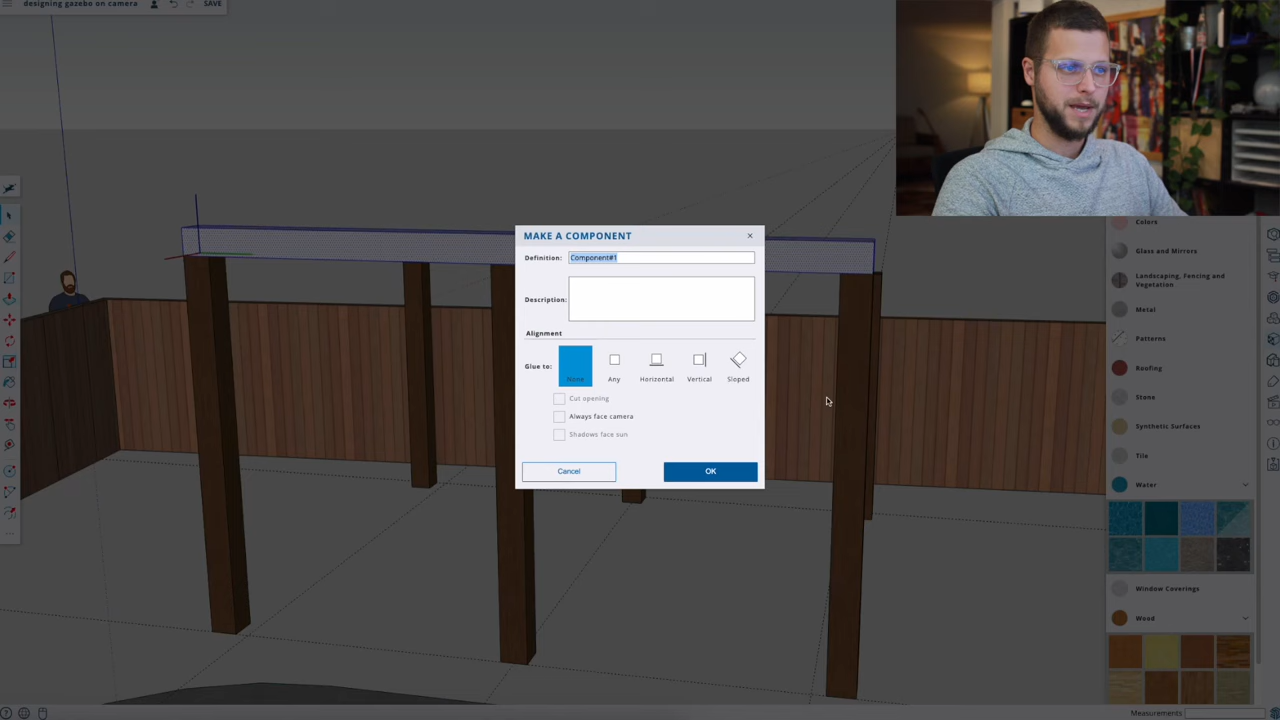 designing gazebo on camera
SAVE
MAKE A COMPONENT
Definition:
Component#1
Description:
Alignment
Glue to:
None
Any
Horizontal
Vertical
Sloped
Cut opening
Always face camera
Shadows face sun
Cancel
OK
Colors
Glass and Mirrors
Landscaping, Fencing and
Vegetation
Metal
Patterns
Roofing
Stone
Synthetic Surfaces
Tile
Water
Window Coverings
Wood
Measurements